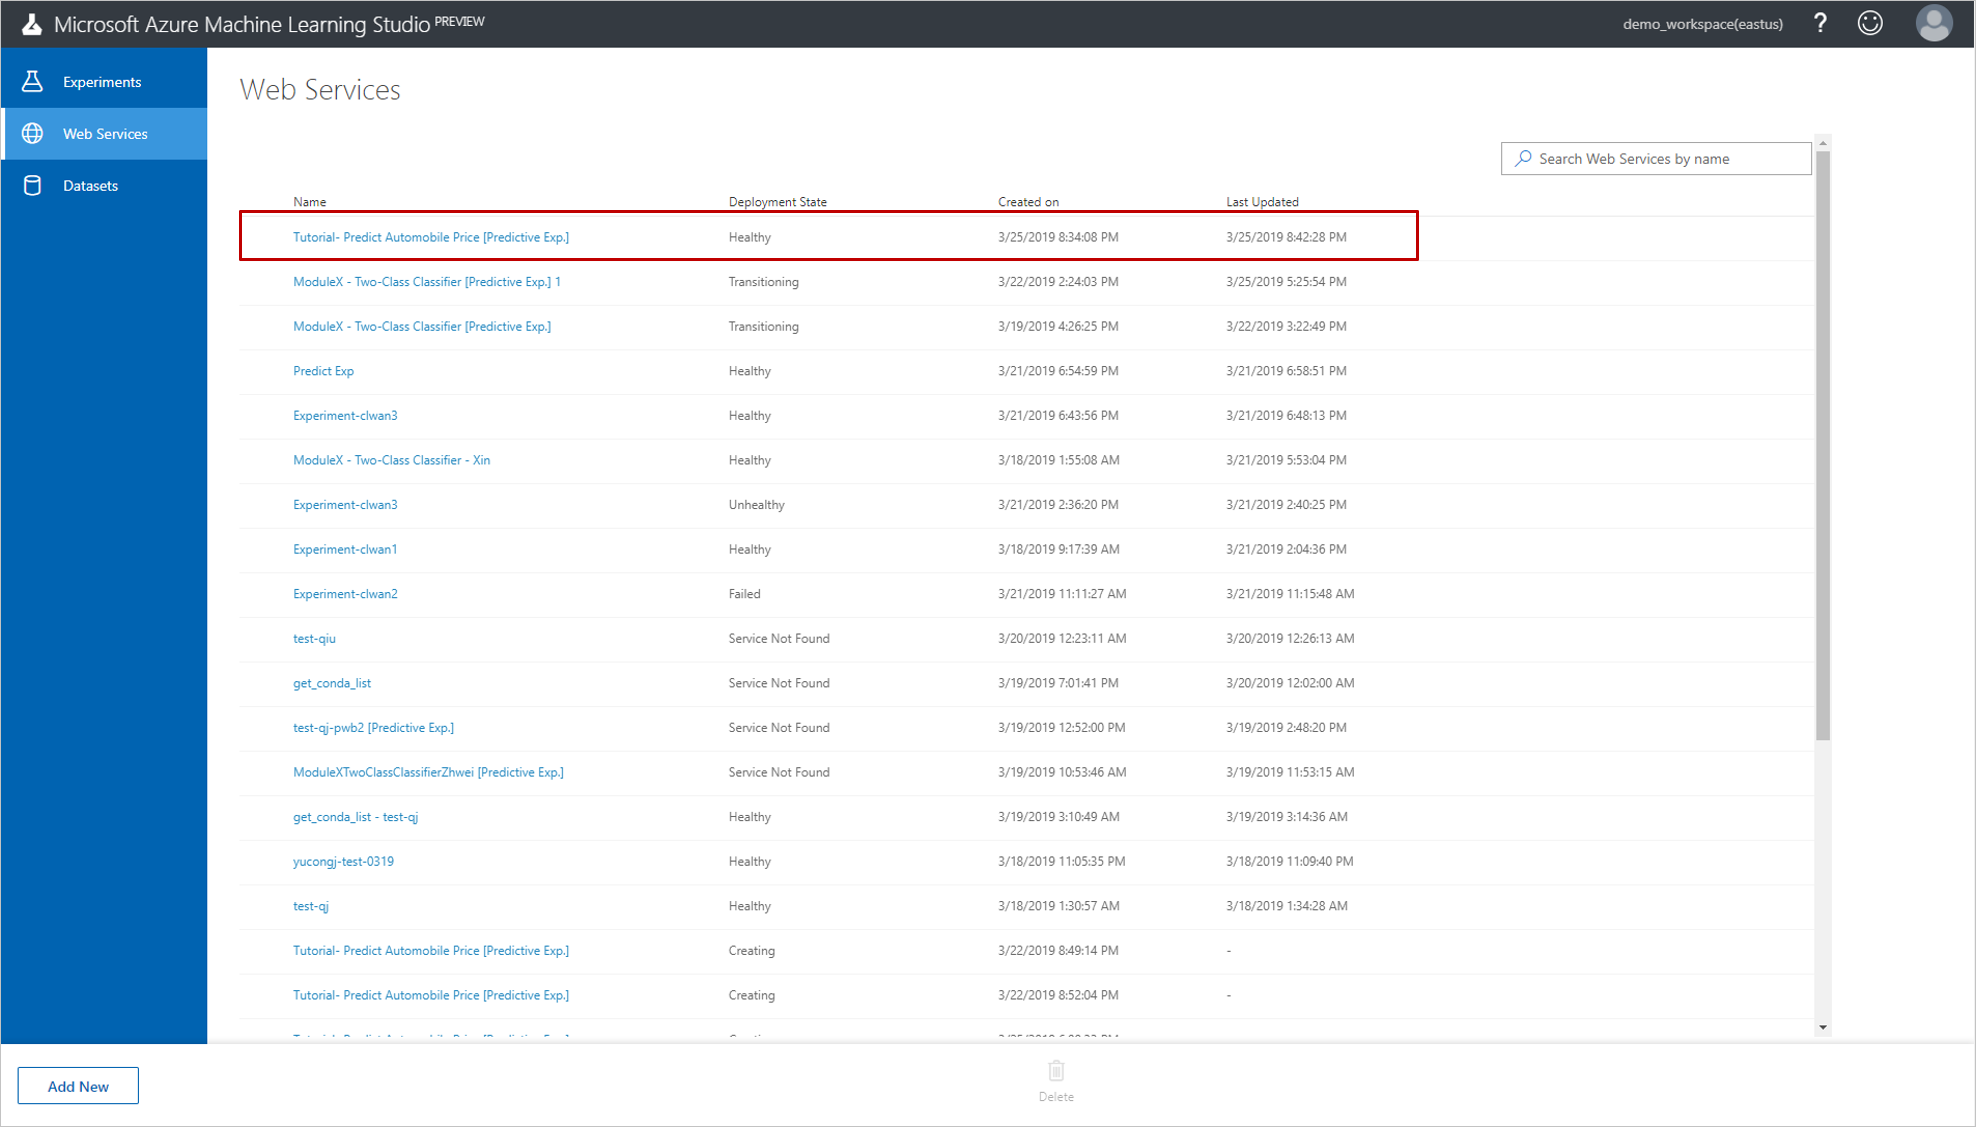 Microsoft Azure Machine Learning Studio PREVIEW
demo_workspace(eastus) ?
Experiments
Web Services
Datasets
Web Services
Search Web Services by name
Name Deployment State Created on Last Updated
Tutorial- Predict Automobile Price [Predictive Exp.] Healthy 3/25/2019 8:34:08 PM 3/25/2019 8:42:28 PM
ModuleX - Two-Class Classifier [Predictive Exp.] 1 Transitioning 3/22/2019 2:24:03 PM 3/25/2019 5:25:54 PM
ModuleX - Two-Class Classifier [Predictive Exp.] Transitioning 3/19/2019 4:26:25 PM 3/22/2019 3:22:49 PM
Predict Exp Healthy 3/21/2019 6:54:59 PM 3/21/2019 6:58:51 PM
Experiment-clwan3 Healthy 3/21/2019 6:43:56 PM 3/21/2019 6:48:13 PM
ModuleX - Two-Class Classifier - Xin Healthy 3/18/2019 1:55:08 AM 3/21/2019 5:53:04 PM
Experiment-clwan3 Unhealthy 3/21/2019 2:36:20 PM 3/21/2019 2:40:25 PM
Experiment-clwan1 Healthy 3/18/2019 9:17:39 AM 3/21/2019 2:04:36 PM
Experiment-clwan2 Failed 3/21/2019 11:11:27 AM 3/21/2019 11:15:48 AM
test-qiu Service Not Found 3/20/2019 12:23:11 AM 3/20/2019 12:26:13 AM
get_conda_list Service Not Found 3/19/2019 7:01:41 PM 3/20/2019 12:02:00 AM
test-qj-pwb2 [Predictive Exp.] Service Not Found 3/19/2019 12:52:00 PM 3/19/2019 2:48:20 PM
ModuleXTwoClassClassifierZhwei [Predictive Exp.] Service Not Found 3/19/2019 10:53:46 AM 3/19/2019 11:53:15 AM
get_conda_list - test-qj Healthy 3/19/2019 3:10:49 AM 3/19/2019 3:14:36 AM
yucongj-test-0319 Healthy 3/18/2019 11:05:35 PM 3/18/2019 11:09:40 PM
test-qj Healthy 3/18/2019 1:30:57 AM 3/18/2019 1:34:28 AM
Tutorial- Predict Automobile Price [Predictive Exp.] Creating 3/22/2019 8:49:14 PM -
Tutorial- Predict Automobile Price [Predictive Exp.] Creating 3/22/2019 8:52:04 PM -
Add New
Delete